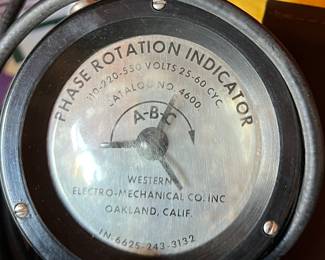 PHASE ROTATION INDICATOR
110-220-550 VOLTS 25-60 CYC.
CATALOG NO. 4600
A-B-C
WESTERN
ELECTRO-MECHANICAL CO. INC
OAKLAND, CALIF.
IN-6625-243-3132